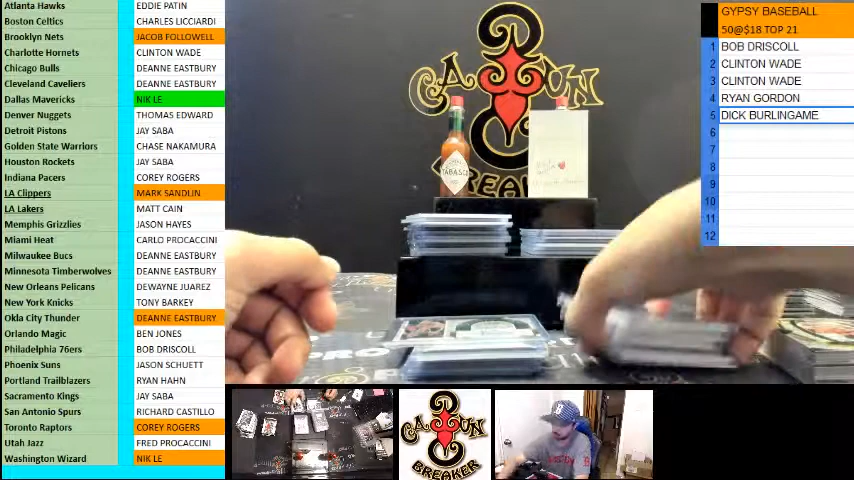 Atlanta Hawks EDDIE PATIN
Boston Celtics CHARLES LICCIARDI
Brooklyn Nets JACOB FOLLOWELL
Charlotte Hornets CLINTON WADE
Chicago Bulls DEANNE EASTBURY
Cleveland Caveliers DEANNE EASTBURY
Dallas Mavericks NIK LE
Denver Nuggets THOMAS EDWARD
Detroit Pistons JAY SABA
Golden State Warriors CHASE NAKAMURA
Houston Rockets JAY SABA
Indiana Pacers COREY ROGERS
LA Clippers MARK SANDLIN
LA Lakers MATT CAIN
Memphis Grizzlies JASON HAYES
Miami Heat CARLO PROCACCINI
Milwaukee Bucs DEANNE EASTBURY
Minnesota Timberwolves DEANNE EASTBURY
New Orleans Pelicans DEWAYNE JUAREZ
New York Knicks TONY BARKEY
Okla City Thunder DEANNE EASTBURY
Orlando Magic BEN JONES
Philadelphia 76ers BOB DRISCOLL
Phoenix Suns JASON SCHUETT
Portland Trailblazers RYAN HAHN
Sacramento Kings JAY SABA
San Antonio Spurs RICHARD CASTILLO
Toronto Raptors COREY ROGERS
Utah Jazz FRED PROCACCINI
Washington Wizard NIK LE
CAJUN
BREAKER
TABASCO
PRO
GYPSY BASEBALL
50@$18 TOP 21
1 BOB DRISCOLL
2 CLINTON WADE
3 CLINTON WADE
4 RYAN GORDON
5 DICK BURLINGAME
6
7
8
9
10
11
12
CAJUN
BREAKER